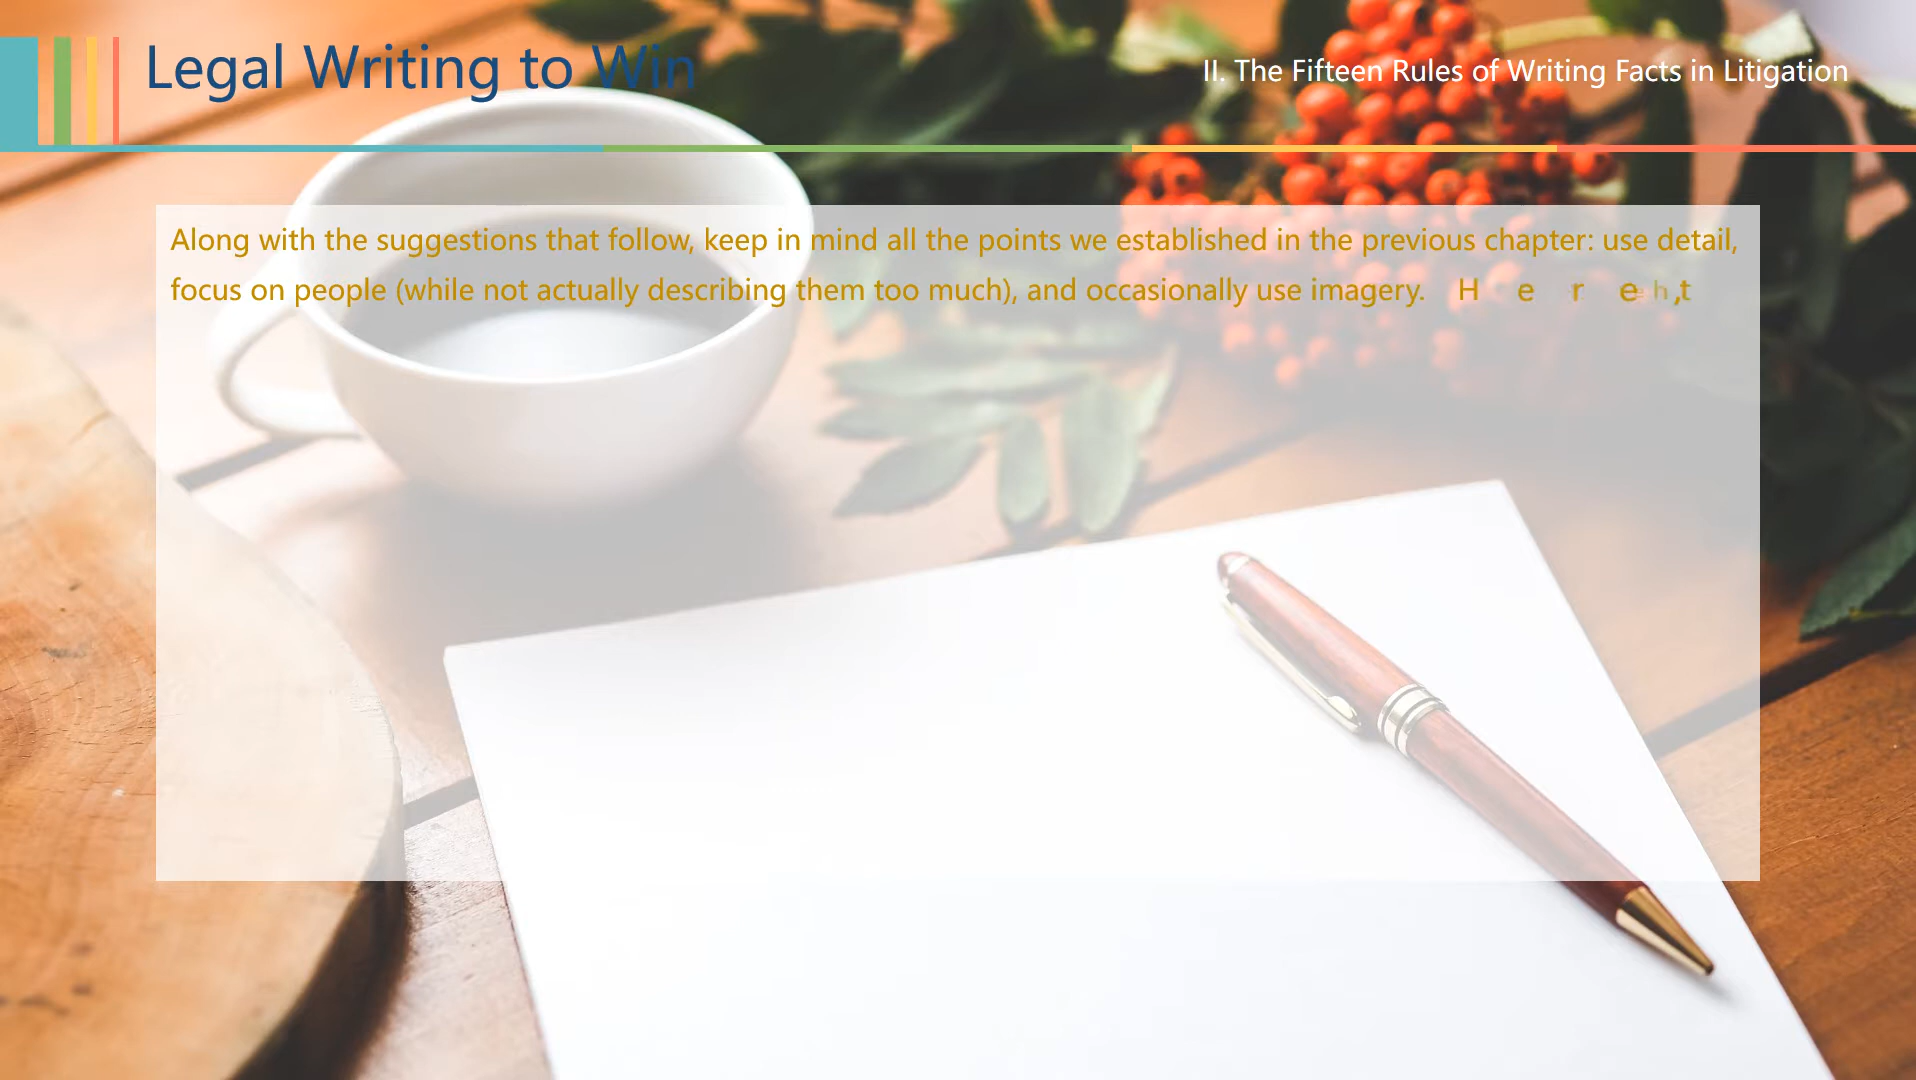 Legal Writing to Win
II. The Fifteen Rules of Writing Facts in Litigation
Along with the suggestions that follow, keep in mind all the points we established in the previous chapter: use detail,
focus on people (while not actually describing them too much), and occasionally use imagery. Here,